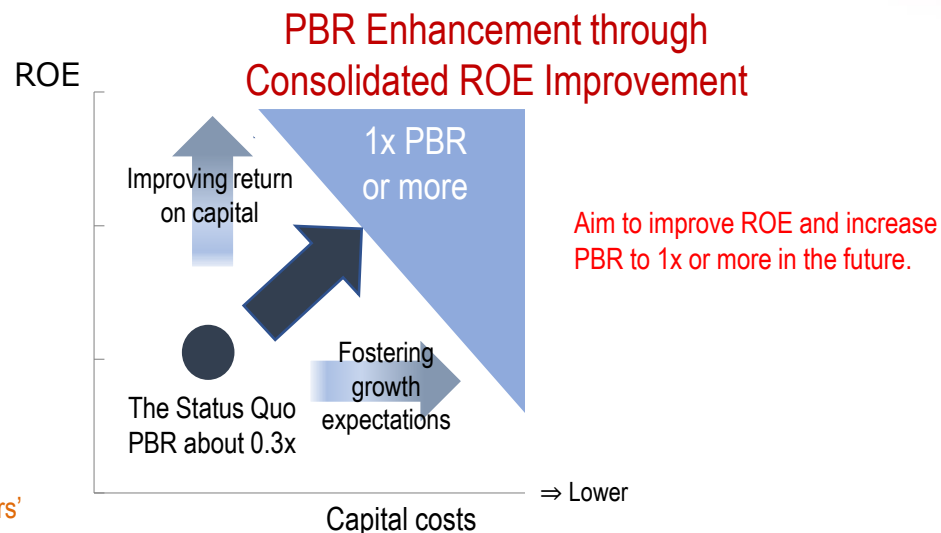 PBR Enhancement through
Consolidated ROE Improvement
ROE
1x PBR
or more
Improving return
on capital
Aim to improve ROE and increase
PBR to 1x or more in the future.
Fostering
growth
expectations
The Status Quo
PBR about 0.3x
⇒ Lower
rs’
Capital costs